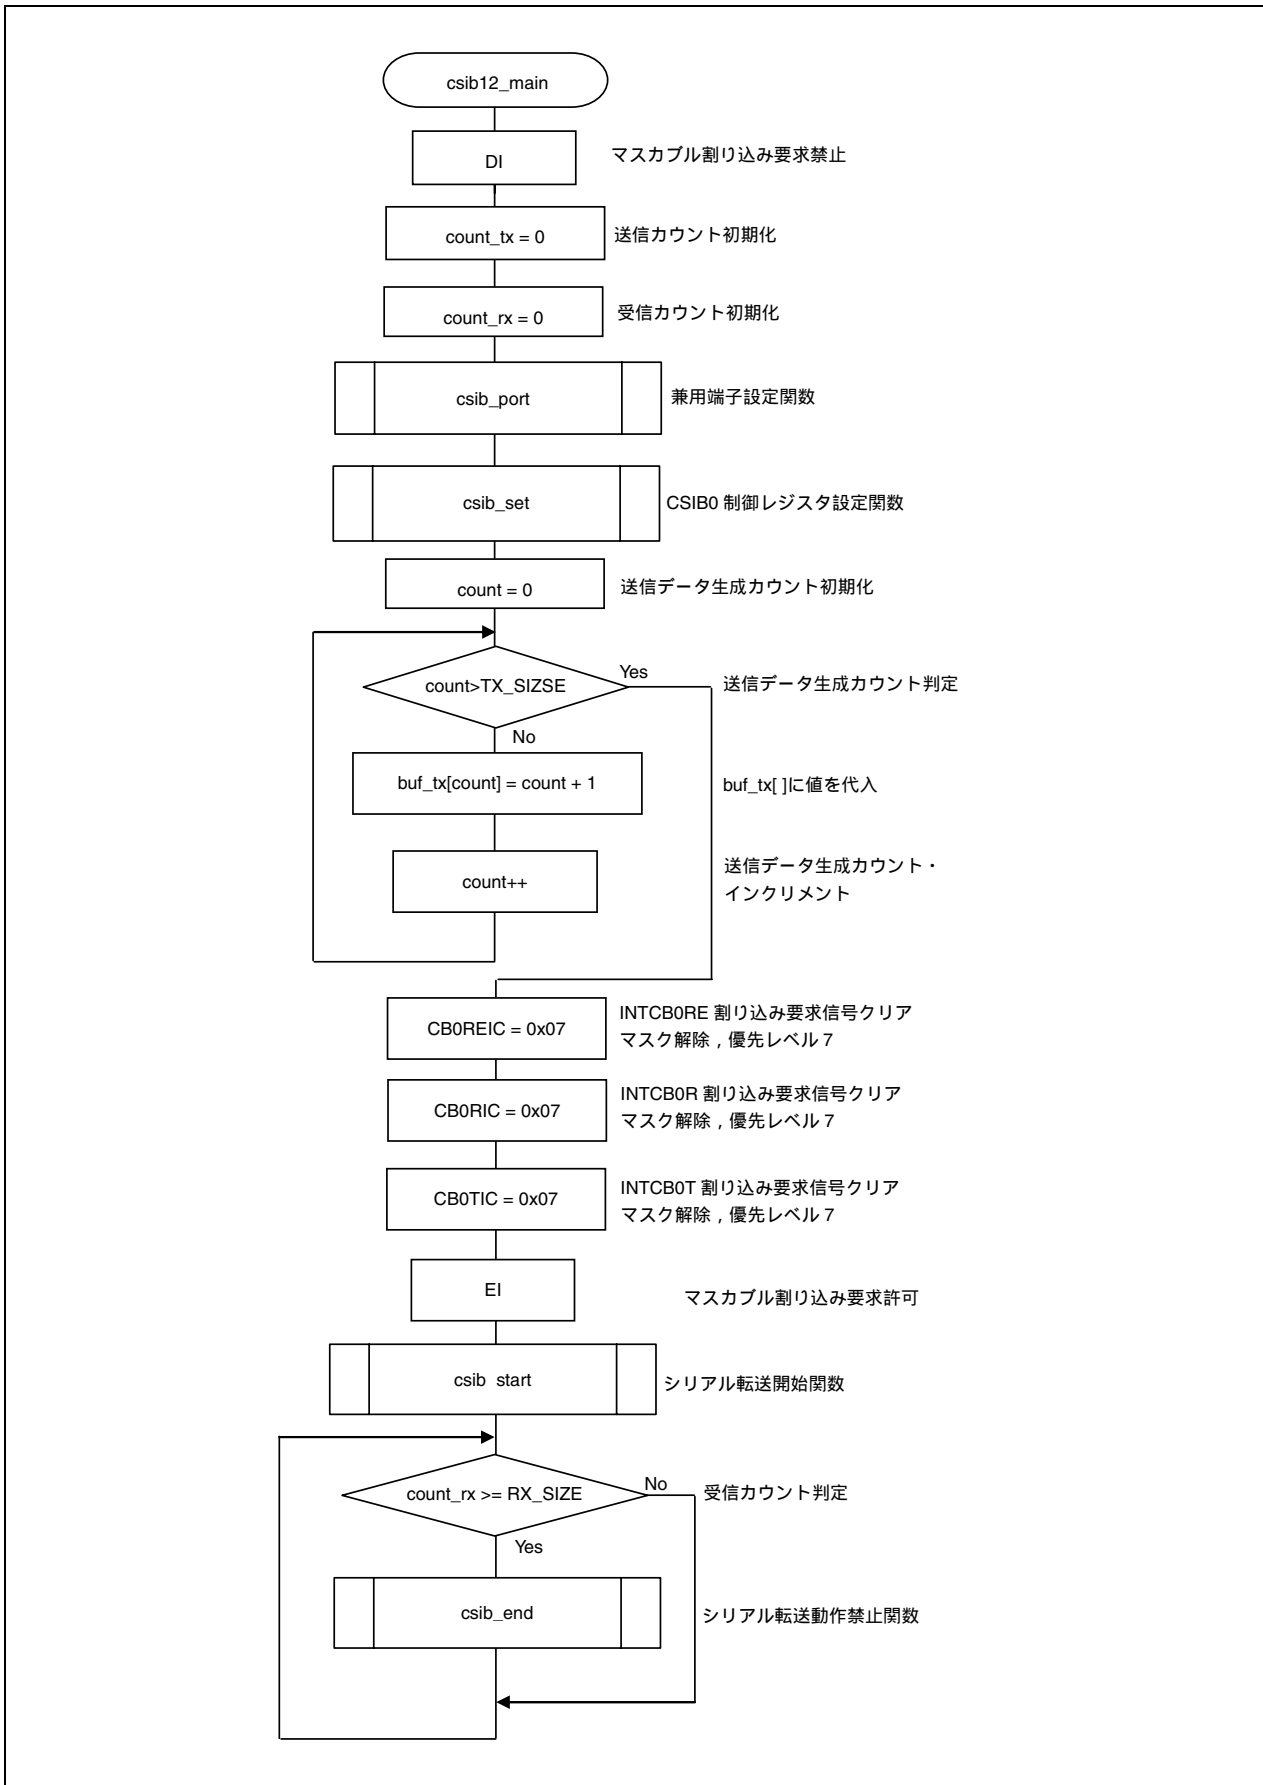 csib12_main
DI
マスカブル割り込み要求禁止
count_tx = 0
送信カウント初期化
count_rx = 0
受信カウント初期化
csib_port
兼用端子設定関数
csib_set
CSIB0 制御レジスタ設定関数
count = 0
送信データ生成カウント初期化
Yes
count>TX_SIZSE
送信データ生成カウント判定
No
buf_tx[count] = count + 1
buf_tx[ ]に値を代入
count++
送信データ生成カウント・
インクリメント
CB0REIC = 0x07
INTCB0RE 割り込み要求信号クリア
マスク解除，優先レベル 7
CB0RIC = 0x07
INTCB0R 割り込み要求信号クリア
マスク解除，優先レベル 7
CB0TIC = 0x07
INTCB0T 割り込み要求信号クリア
マスク解除，優先レベル 7
EI
マスカブル割り込み要求許可
csib start
シリアル転送開始関数
No
count_rx >= RX_SIZE
受信カウント判定
Yes
csib_end
シリアル転送動作禁止関数